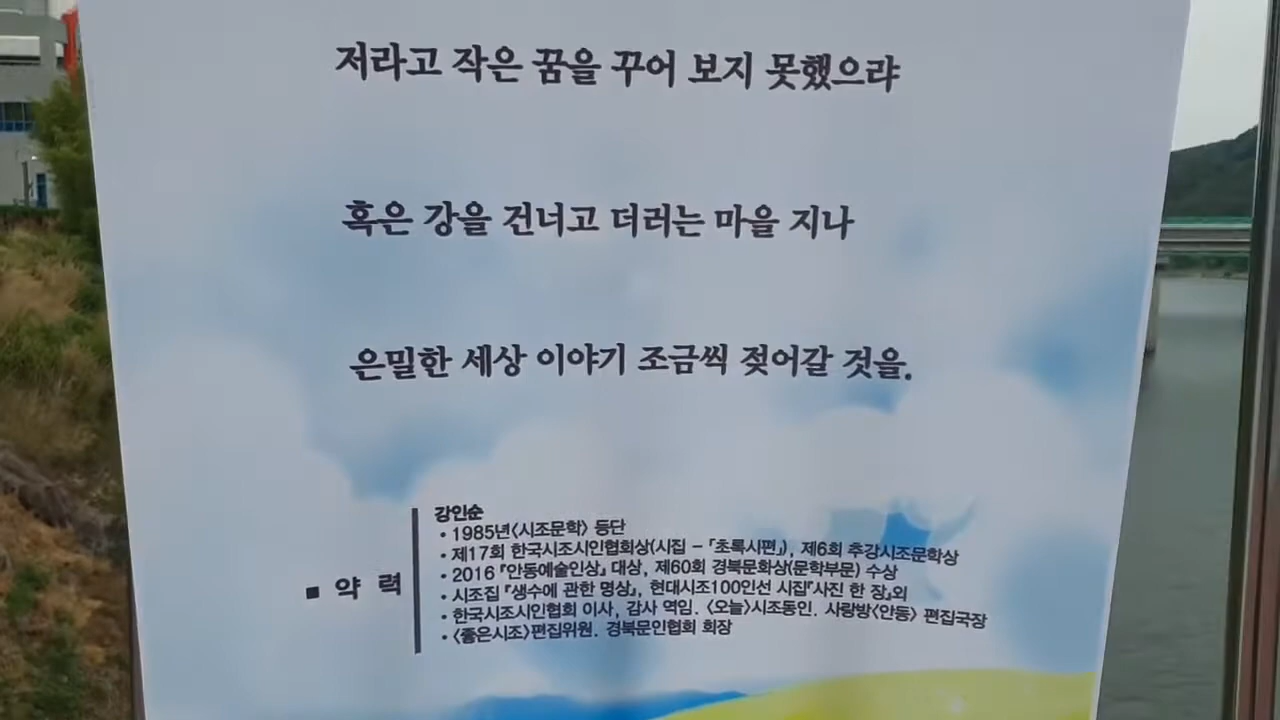 저라고 작은 꿈을 꾸어 보지 못했으랴
혹은 강을 건너고 더러는 마을 지나
은밀한 세상 이야기 조금씩 젖어갈 것을.
■ 약 력
강인순
• 1985년〈시조문학〉 등단
• 제17회 한국시조시인협회상(시집 - 『초록시편』), 제6회 추강시조문학상
• 2016 『안동예술인상』 대상, 제60회 경북문화상(문학부문) 수상
• 시조집 『생수에 관한 명상』, 현대시조100인선 시집『사진 한 장』외
• 한국시조시인협회 이사, 감사 역임. 〈오늘〉시조동인. 사랑방〈안동〉 편집국장
• 〈좋은시조〉편집위원. 경북문인협회 회장